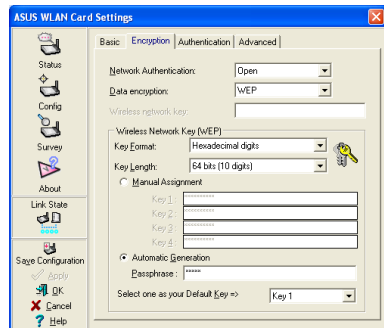 ASUS WLAN Card Settings
Status
Config
Survey
About
Link State
Save Configuration
Apply
OK
Cancel
Help
Basic Encryption Authentication Advanced
Network Authentication: Open
Data encryption: WEP
Wireless network key:
Wireless Network Key (WEP)
Key Format: Hexadecimal digits
Key Length: 64 bits (10 digits)
Manual Assignment
Key 1 : **********
Key 2 : **********
Key 3 : **********
Key 4 : **********
Automatic Generation
Passphrase : *****
Select one as your Default Key => Key 1